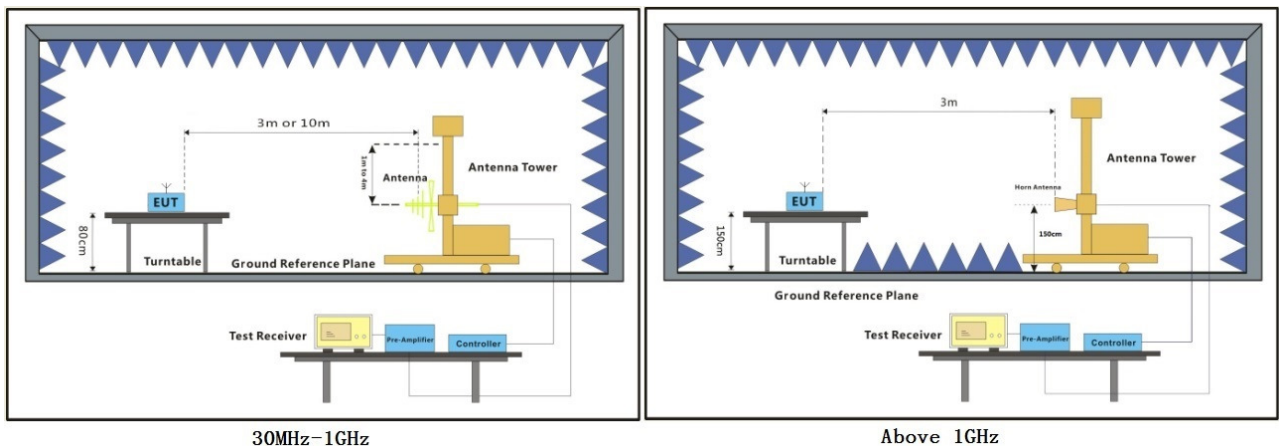 3m or 10m
1m to 4m
Antenna
Antenna Tower
EUT
80cm
Turntable
Ground Reference Plane
Test Receiver
Pre-Amplifier
Controller
30MHz-1GHz
3m
Antenna Tower
Horn Antenna
EUT
150cm
150cm
Turntable
Ground Reference Plane
Test Receiver
Pre-Amplifier
Controller
Above 1GHz